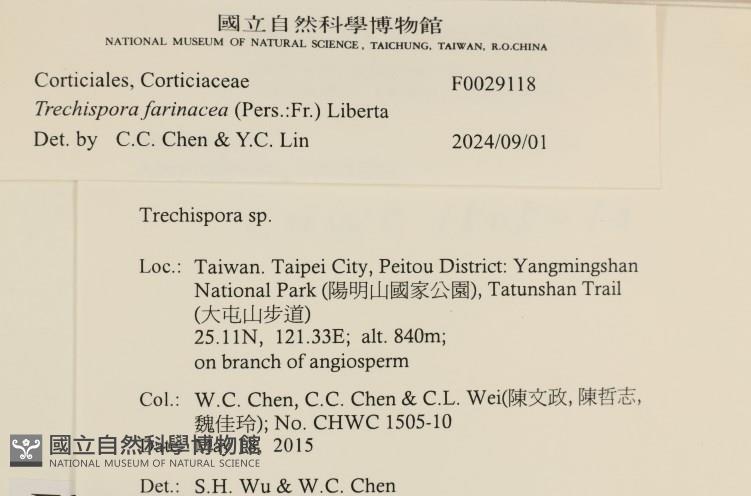 國立自然科學博物館
NATIONAL MUSEUM OF NATURAL SCIENCE, TAICHUNG, TAIWAN, R.O.CHINA
Corticiales, Corticiaceae F0029118
Trechispora farinacea (Pers.:Fr.) Liberta
Det. by C.C. Chen & Y.C. Lin 2024/09/01
Trechispora sp.
Loc.: Taiwan. Taipei City, Peitou District: Yangmingshan
National Park (陽明山國家公園), Tatunshan Trail
(大屯山步道)
25.11N, 121.33E; alt. 840m;
on branch of angiosperm
Col.: W.C. Chen, C.C. Chen & C.L. Wei(陳文政, 陳哲志,
魏佳玲); No. CHWC 1505-10
2015
國立自然科學博物館
NATIONAL MUSEUM OF NATURAL SCIENCE
Det.: S.H. Wu & W.C. Chen